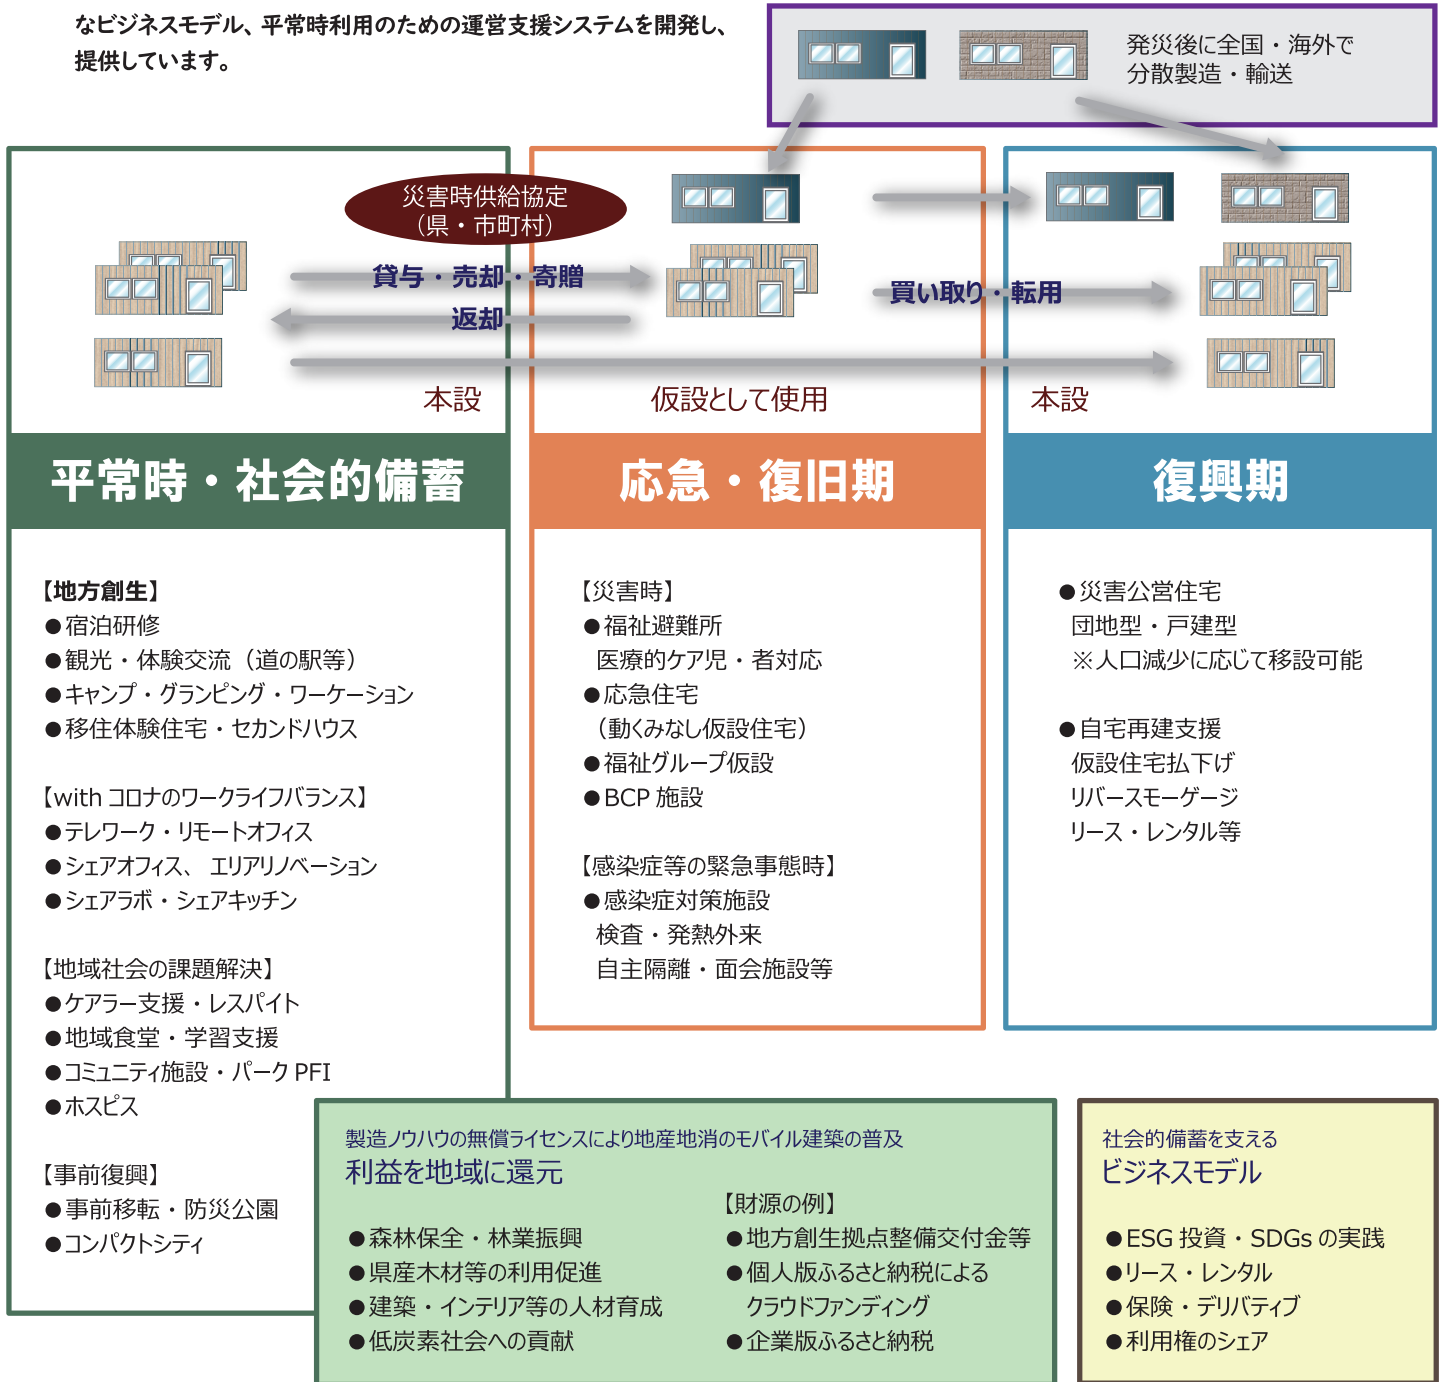 なビジネスモデル、平常時利用のための運営支援システムを開発し、
提供しています。
発災後に全国・海外で
分散製造・輸送
災害時供給協定
（県・市町村）
貸与・売却・寄贈
返却
買い取り・転用
本設
仮設として使用
本設
平常時・社会的備蓄
応急・復旧期
復興期
【地方創生】
●宿泊研修
●観光・体験交流（道の駅等）
●キャンプ・グランピング・ワーケーション
●移住体験住宅・セカンドハウス
【with コロナのワークライフバランス】
●テレワーク・リモートオフィス
●シェアオフィス、エリアリノベーション
●シェアラボ・シェアキッチン
【地域社会の課題解決】
●ケアラー支援・レスパイト
●地域食堂・学習支援
●コミュニティ施設・パーク PFI
●ホスピス
【事前復興】
●事前移転・防災公園
●コンパクトシティ
【災害時】
●福祉避難所
医療的ケア児・者対応
●応急住宅
（動くみなし仮設住宅）
●福祉グループ仮設
●BCP 施設
【感染症等の緊急事態時】
●感染症対策施設
検査・発熱外来
自主隔離・面会施設等
●災害公営住宅
団地型・戸建型
※人口減少に応じて移設可能
●自宅再建支援
仮設住宅払下げ
リバースモーゲージ
リース・レンタル等
製造ノウハウの無償ライセンスにより地産地消のモバイル建築の普及
利益を地域に還元
●森林保全・林業振興
●県産木材等の利用促進
●建築・インテリア等の人材育成
●低炭素社会への貢献
【財源の例】
●地方創生拠点整備交付金等
●個人版ふるさと納税による
クラウドファンディング
●企業版ふるさと納税
社会的備蓄を支える
ビジネスモデル
●ESG 投資・SDGs の実践
●リース・レンタル
●保険・デリバティブ
●利用権のシェア